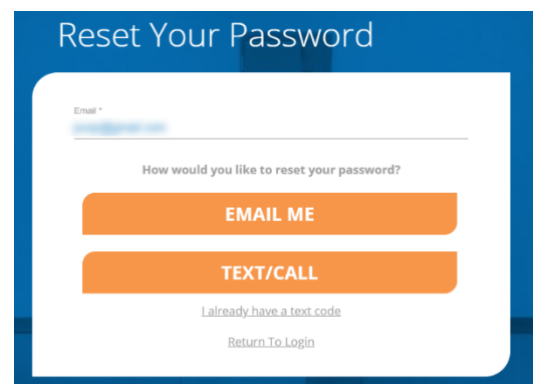 Reset Your Password
Email *
How would you like to reset your password?
EMAIL ME
TEXT/CALL
I already have a text code
Return To Login